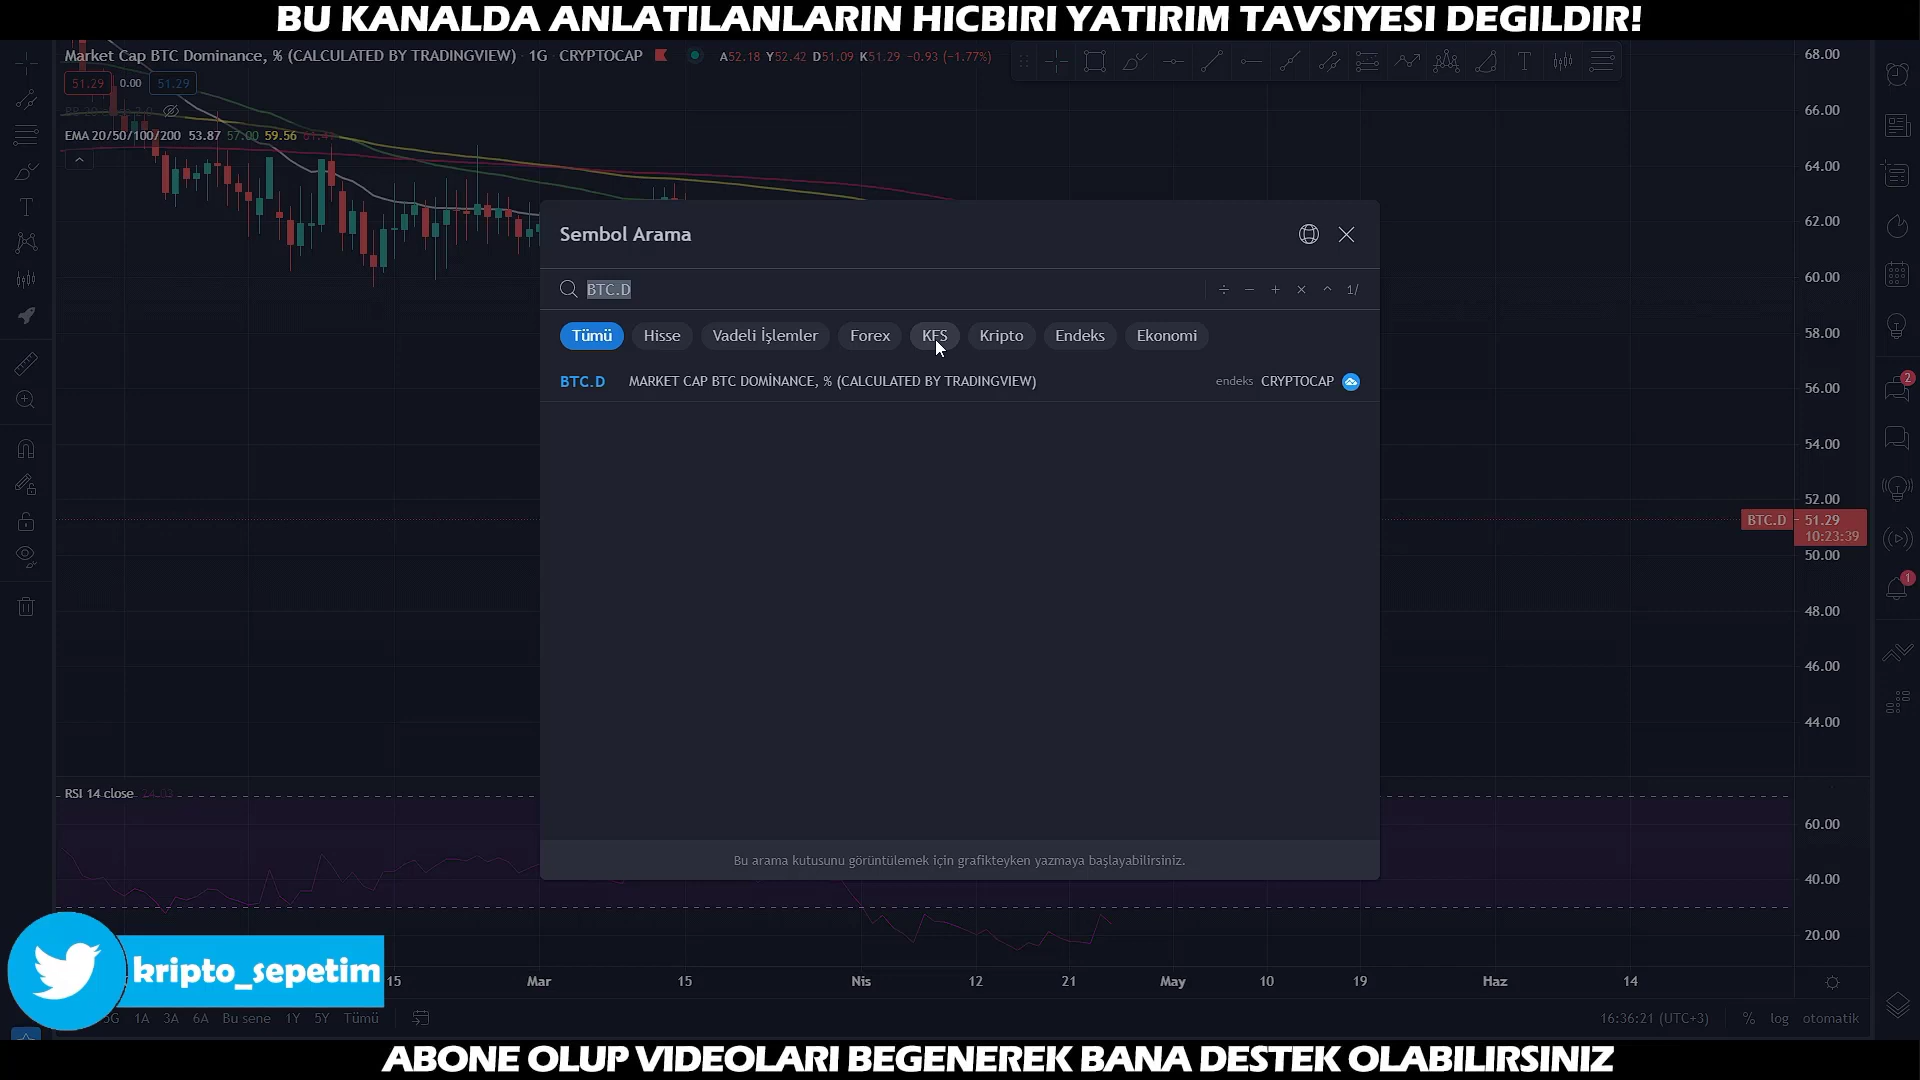 BU KANALDA ANLATILANLARIN HICBIRI YATIRIM TAVSIYESI DEGILDIR!
Market Cap BTC Dominance, % (CALCULATED BY TRADINGVIEW) · 1G · CRYPTOCAP A52.18 Y52.42 D51.09 K51.29 −0.93 (−1.77%)
51.29 0.00 51.29
EMA 20/50/100/200 53.87 57.00 59.56
68.00
66.00
64.00
62.00
60.00
58.00
56.00
54.00
52.00
BTC.D 51.29
10:23:39
50.00
48.00
46.00
44.00
Sembol Arama
BTC.D
÷ − + × ^ 1/
Tümü Hisse Vadeli İşlemler Forex KFS Kripto Endeks Ekonomi
BTC.D MARKET CAP BTC DOMİNANCE, % (CALCULATED BY TRADINGVIEW) endeks CRYPTOCAP
Bu arama kutusunu görüntülemek için grafikteyken yazmaya başlayabilirsiniz.
2
1
RSI 14 close
60.00
40.00
20.00
kripto_sepetim
15 Mar 15 Nis 12 21 May 10 19 Haz 14
5G 1A 3A 6A Bu sene 1Y 5Y Tümü
16:36:21 (UTC+3) % log otomatik
ABONE OLUP VIDEOLARI BEGENEREK BANA DESTEK OLABILIRSINIZ